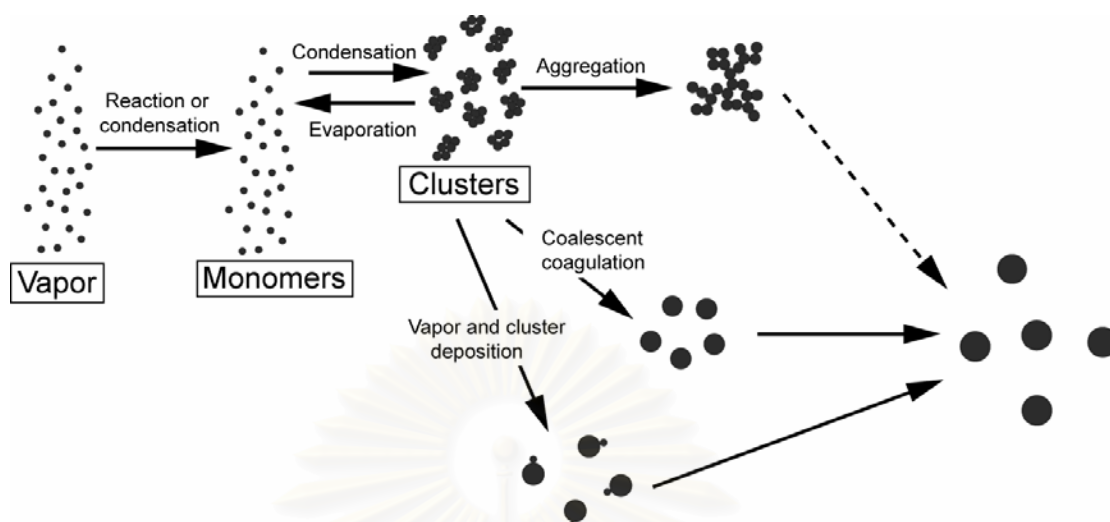 Reaction or
condensation
Condensation
Evaporation
Aggregation
Vapor
Monomers
Clusters
Coalescent
coagulation
Vapor and cluster
deposition